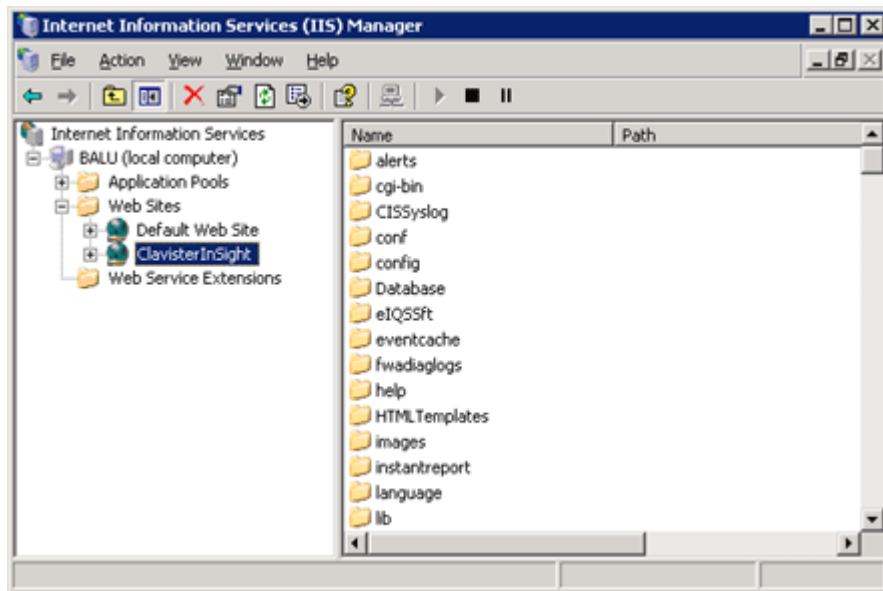 Internet Information Services (IIS) Manager
File Action View Window Help
Internet Information Services
BALU (local computer)
Application Pools
Web Sites
Default Web Site
ClavisterInSight
Web Service Extensions
Name Path
alerts
cgi-bin
CISSyslog
conf
config
Database
eIQSSft
eventcache
fwadiaglogs
help
HTMLTemplates
images
instantreport
language
lib